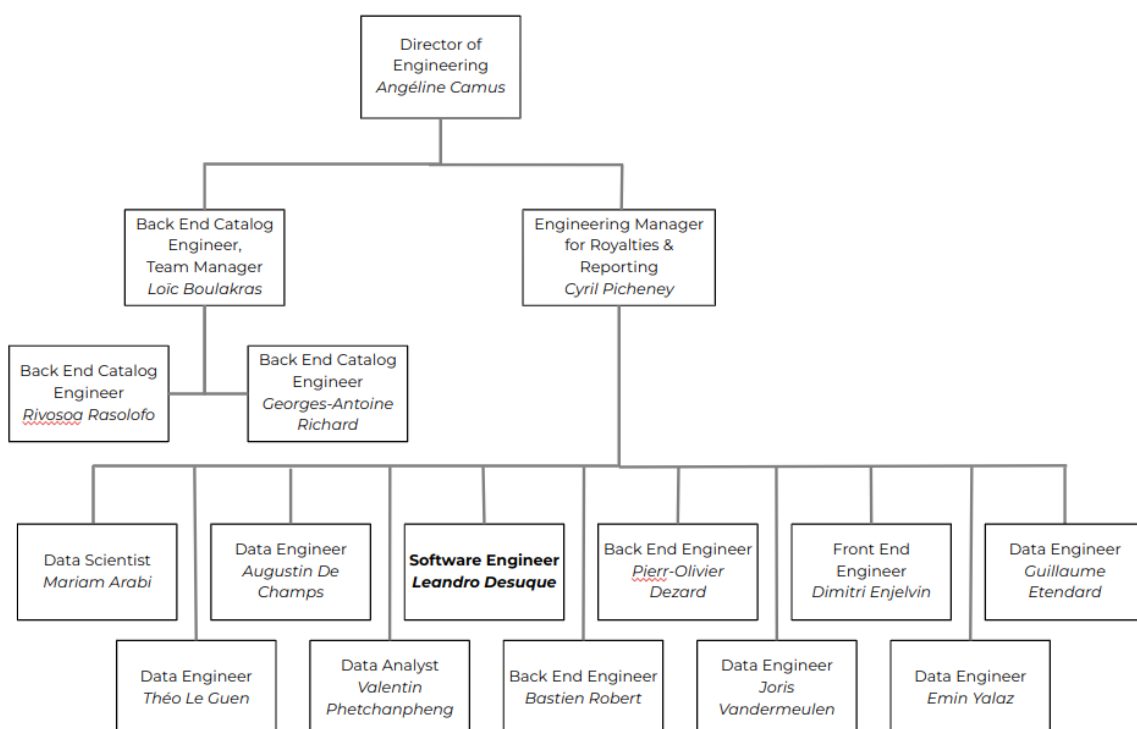 Director of
Engineering
Angéline Camus
Back End Catalog
Engineer,
Team Manager
Loïc Boulakras
Engineering Manager
for Royalties &
Reporting
Cyril Picheney
Back End Catalog
Engineer
Rivosoa Rasolofo
Back End Catalog
Engineer
Georges-Antoine
Richard
Data Scientist
Mariam Arabi
Data Engineer
Augustin De
Champs
Software Engineer
Leandro Desuque
Back End Engineer
Pierr-Olivier
Dezard
Front End
Engineer
Dimitri Enjelvin
Data Engineer
Guillaume
Etendard
Data Engineer
Théo Le Guen
Data Analyst
Valentin
Phetchanpheng
Back End Engineer
Bastien Robert
Data Engineer
Joris
Vandermeulen
Data Engineer
Emin Yalaz